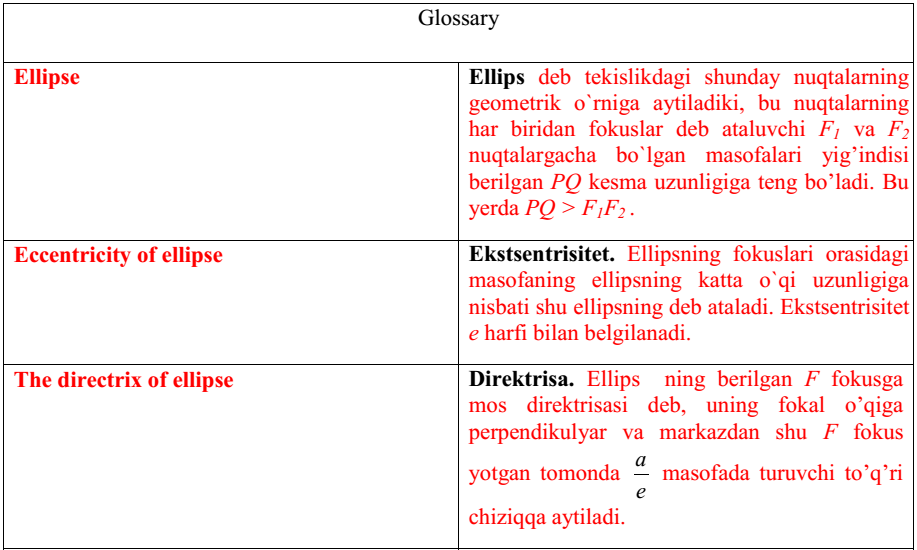 Glossary
Ellipse
Ellips deb tekislikdagi shunday nuqtalarning
geometrik o`rniga aytiladiki, bu nuqtalarning
har biridan fokuslar deb ataluvchi F₁ va F₂
nuqtalargacha bo`lgan masofalari yig’indisi
berilgan PQ kesma uzunligiga teng bo’ladi. Bu
yerda PQ > F₁F₂ .
Eccentricity of ellipse
Ekstsentrisitet. Ellipsning fokuslari orasidagi
masofaning ellipsning katta o`qi uzunligiga
nisbati shu ellipsning deb ataladi. Ekstsentrisitet
e harfi bilan belgilanadi.
The directrix of ellipse
Direktrisa. Ellips ning berilgan F fokusga
mos direktrisasi deb, uning fokal o’qiga
perpendikulyar va markazdan shu F fokus
yotgan tomonda a/e masofada turuvchi to’q’ri
chiziqqa aytiladi.